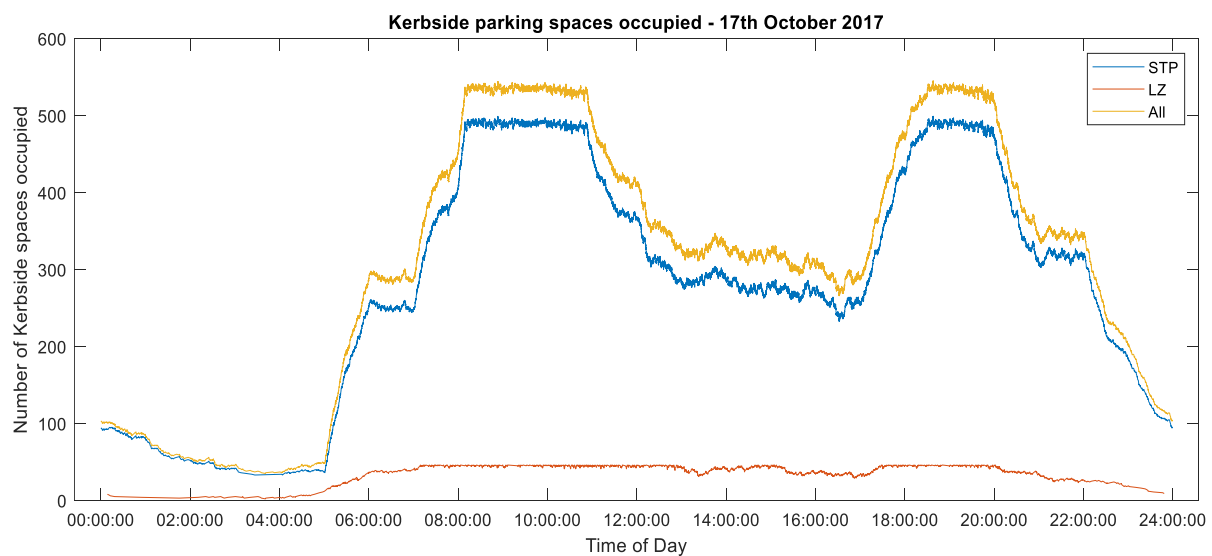 Kerbside parking spaces occupied - 17th October 2017
Number of Kerbside spaces occupied
600
500
400
300
200
100
0
STP
LZ
All
00:00:00 02:00:00 04:00:00 06:00:00 08:00:00 10:00:00 12:00:00 14:00:00 16:00:00 18:00:00 20:00:00 22:00:00 24:00:00
Time of Day